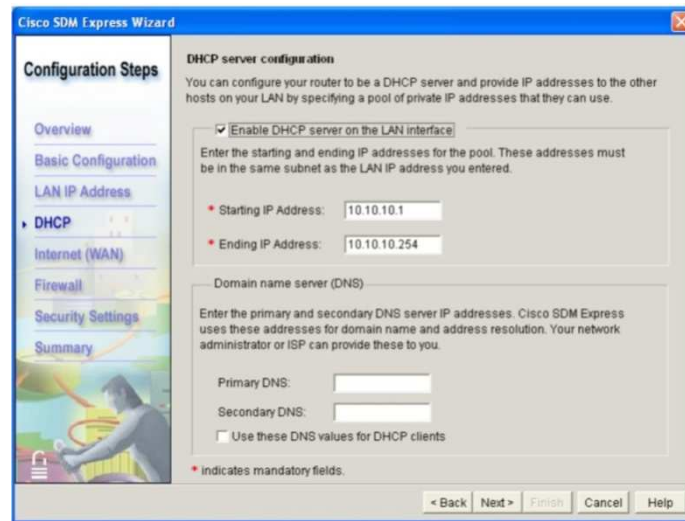 Cisco SDM Express Wizard
Configuration Steps
Overview
Basic Configuration
LAN IP Address
DHCP
Internet (WAN)
Firewall
Security Settings
Summary
DHCP server configuration
You can configure your router to be a DHCP server and provide IP addresses to the other
hosts on your LAN by specifying a pool of private IP addresses that they can use.
Enable DHCP server on the LAN interface
Enter the starting and ending IP addresses for the pool. These addresses must
be in the same subnet as the LAN IP address you entered.
* Starting IP Address: 10.10.10.1
* Ending IP Address: 10.10.10.254
Domain name server (DNS)
Enter the primary and secondary DNS server IP addresses. Cisco SDM Express
uses these addresses for domain name and address resolution. Your network
administrator or ISP can provide these to you.
Primary DNS:
Secondary DNS:
Use these DNS values for DHCP clients
* indicates mandatory fields.
< Back Next > Finish Cancel Help